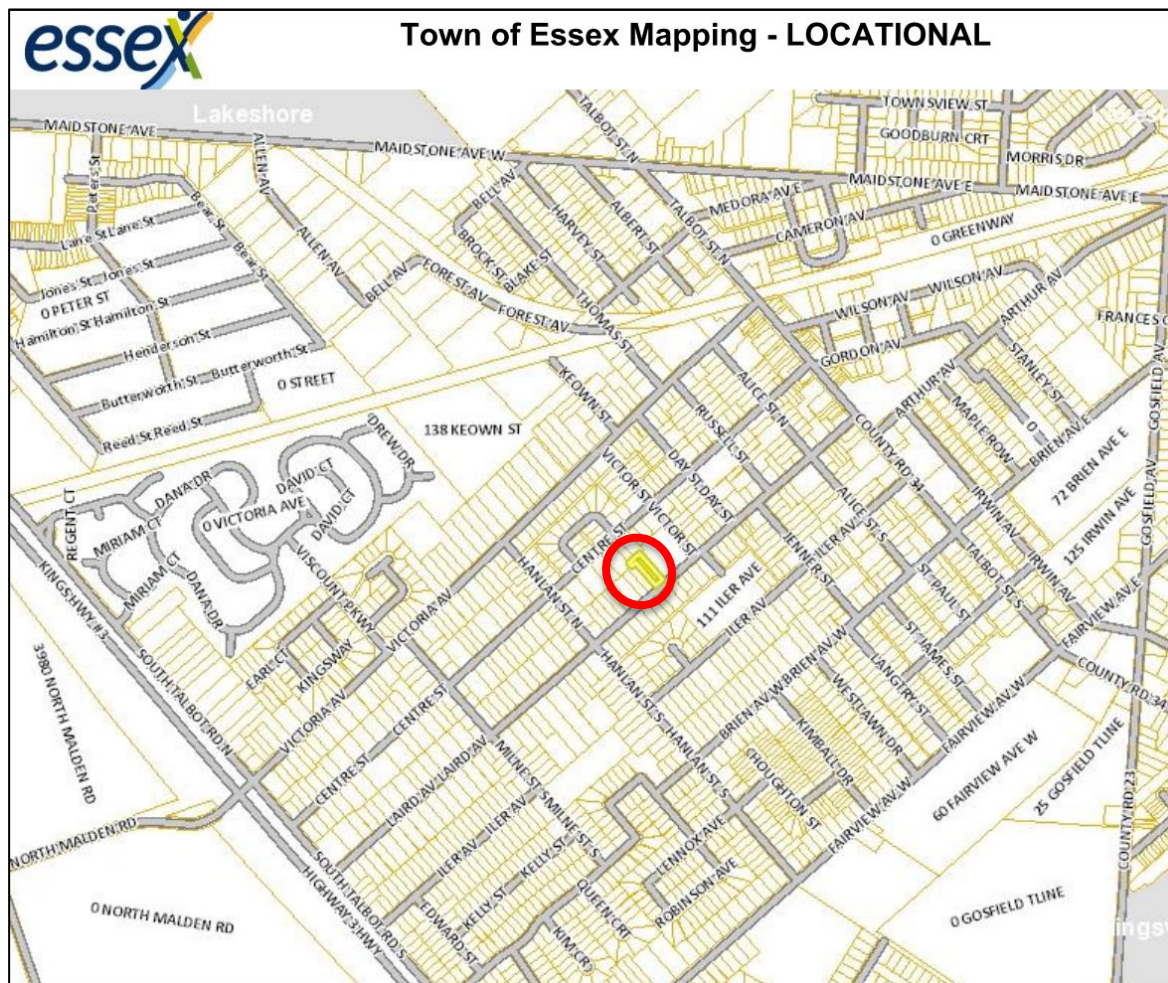 essex
Town of Essex Mapping - LOCATIONAL
Lakeshore
MAIDSTONE AVE
ALLEN AV
MAIDSTONE AVE W
TALBOT ST N
TOWNSVIEW ST
GOODBURN CRT
MORRIS DR
MAIDSTONE AVE E
MAIDSTONE AVE E
Peters St
BELL AV
HARVEY ST
ALBERT ST
TALBOT ST N
MEDORA AV E
CAMERON AV
0 GREENWAY
Lane St Lane St
Bear St
Bear St
ALLEN AV
BROCK ST
BLAKE ST
Jones St Jones St
0 PETER ST
BELL AV
FOREST AV
FOREST AV
THOMAS ST
WILSON AV
WILSON AV
ARTHUR AV
Hamilton St Hamilton St
Henderson St
GORDON AV
FRANCES C
Butterworth St Butterworth St
0 STREET
KEOWN ST
ALICE ST N
ARTHUR AV
STANLEY ST
GOSFIELD AV
Reed St Reed St
138 KEOWN ST
DREW DR
RUSSELL ST
COUNTY RD 34
MAPLE ROW
0
BRIEN AVE E
DANA DR
DAVID CT
0 VICTORIA AVE
DAVID CT
VICTOR ST
VICTOR ST
DAY ST
DAY ST
ALICE ST S
IRWIN AV
72 BRIEN AVE E
REGENT CT
MIRIAM CT
MIRIAM CT
DANA DR
VISCOUNT PKWY
CENTRE ST
HANLAN ST N
JENNER ST
ILER AV
125 IRWIN AVE
GOSFIELD AV
KINGSHWY #3
VICTORIA AV
111 ILER AVE
ILER AV
ST. PAUL ST
TALBOT ST S
IRWIN AV
FAIRVIEW AVE
3980 NORTH MALDEN RD
SOUTH TALBOT RD N
EARL CT
KINGSWAY
VICTORIA AV
CENTRE ST
HANLAN ST S
BRIEN AV W
BRIEN AV W
LANGTRY ST
ST. JAMES ST
COUNTY RD 34
CENTRE ST
LAIRD AV
LAIRD AV
MILNE ST S
MILNE ST S
HANLAN ST S
KIMBALL DR
WESTLAWN DR
FAIRVIEW AV W
60 FAIRVIEW AVE W
25 GOSFIELD TLINE
NORTH MALDEN RD
ILER AV
ILER AV
CHOUGHTON ST
FAIRVIEW AV W
COUNTY RD 23
SOUTH TALBOT RD S
HIGHWAY 3 HWY
KELLY ST
KELLY ST
LENNOX AVE
ROBINSON AVE
0 NORTH MALDEN RD
EDWARD ST
QUEEN CRT
KIM CR
0 GOSFIELD TLINE
ingsv